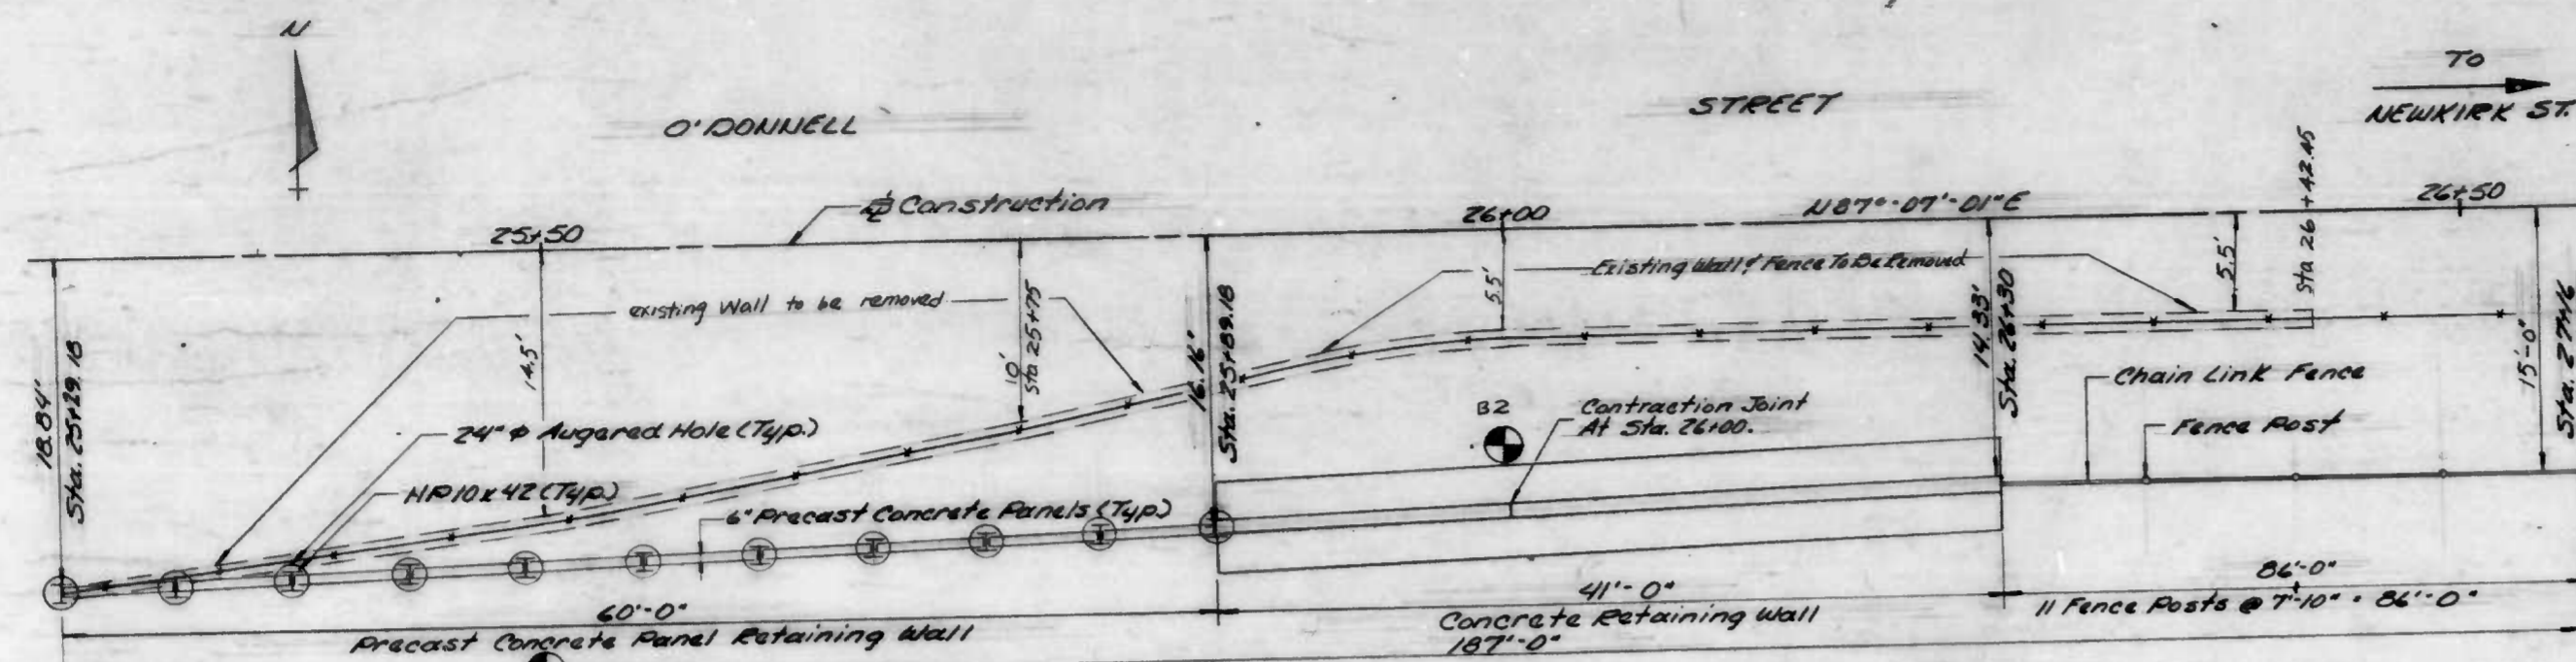 N
TO
NEWKIRK ST.
O'DONNELL
STREET
℄ Construction
25+50
26+00
N87°-07'-01"E
26+50
Sta 26+42.45
existing Wall to be removed
Existing Wall & Fence To Be Removed
18.84'
Sta. 25+29.18
14.5'
10'
Sta 25+75
16.16'
Sta. 25+89.18
5.5'
14.33'
Sta. 26+30
5.5'
15'-0"
24" ϕ Augered Hole (Typ.)
HP10x42 (Typ.)
6" Precast Concrete Panels (Typ.)
B2
Contraction Joint
At Sta. 26+00.
Chain Link Fence
Fence Post
60'-0"
Precast Concrete Panel Retaining Wall
41'-0"
Concrete Retaining Wall
86'-0"
11 Fence Posts @ 7'-10" = 86'-0"
187'-0"